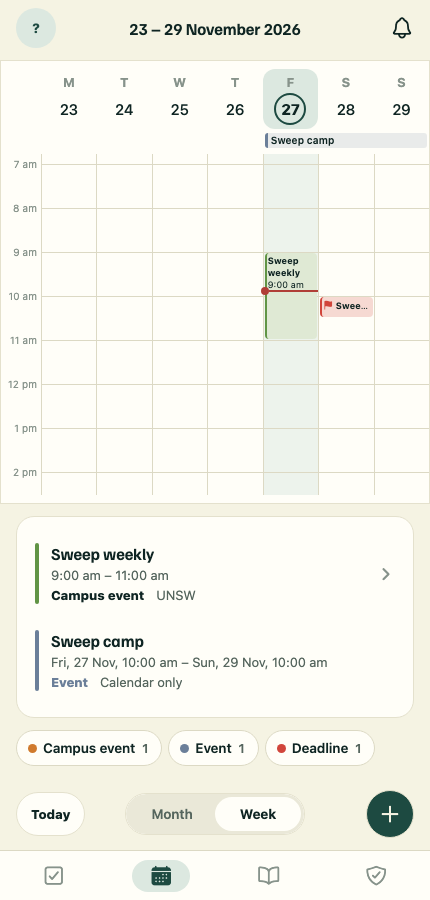 ?
23 – 29 November 2026
M T W T F S S
23 24 25 26 27 28 29
Sweep camp
7 am
8 am
9 am
Sweep
weekly
9:00 am
10 am
Swee...
11 am
12 pm
1 pm
2 pm
Sweep weekly
9:00 am – 11:00 am
Campus event UNSW
Sweep camp
Fri, 27 Nov, 10:00 am – Sun, 29 Nov, 10:00 am
Event Calendar only
Campus event 1 Event 1 Deadline 1
Today Month Week +